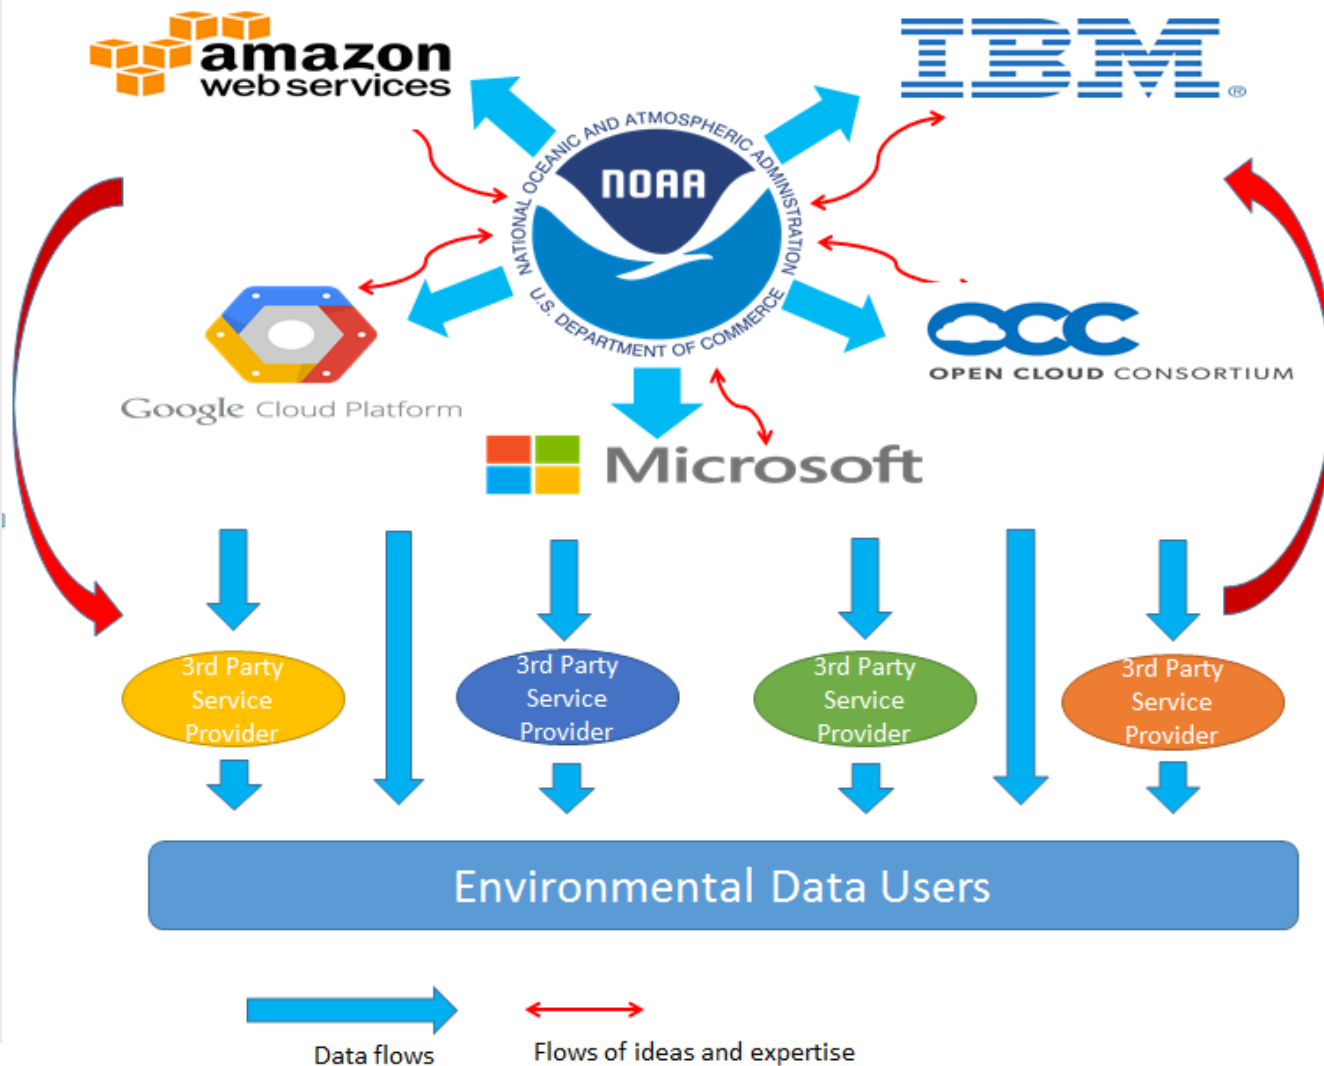 amazon
web services
IBM
®
NATIONAL OCEANIC AND ATMOSPHERIC ADMINISTRATION
NOAA
U.S. DEPARTMENT OF COMMERCE
Google Cloud Platform
OCC
OPEN CLOUD CONSORTIUM
Microsoft
3rd Party
Service
Provider
3rd Party
Service
Provider
3rd Party
Service
Provider
3rd Party
Service
Provider
Environmental Data Users
Data flows
Flows of ideas and expertise